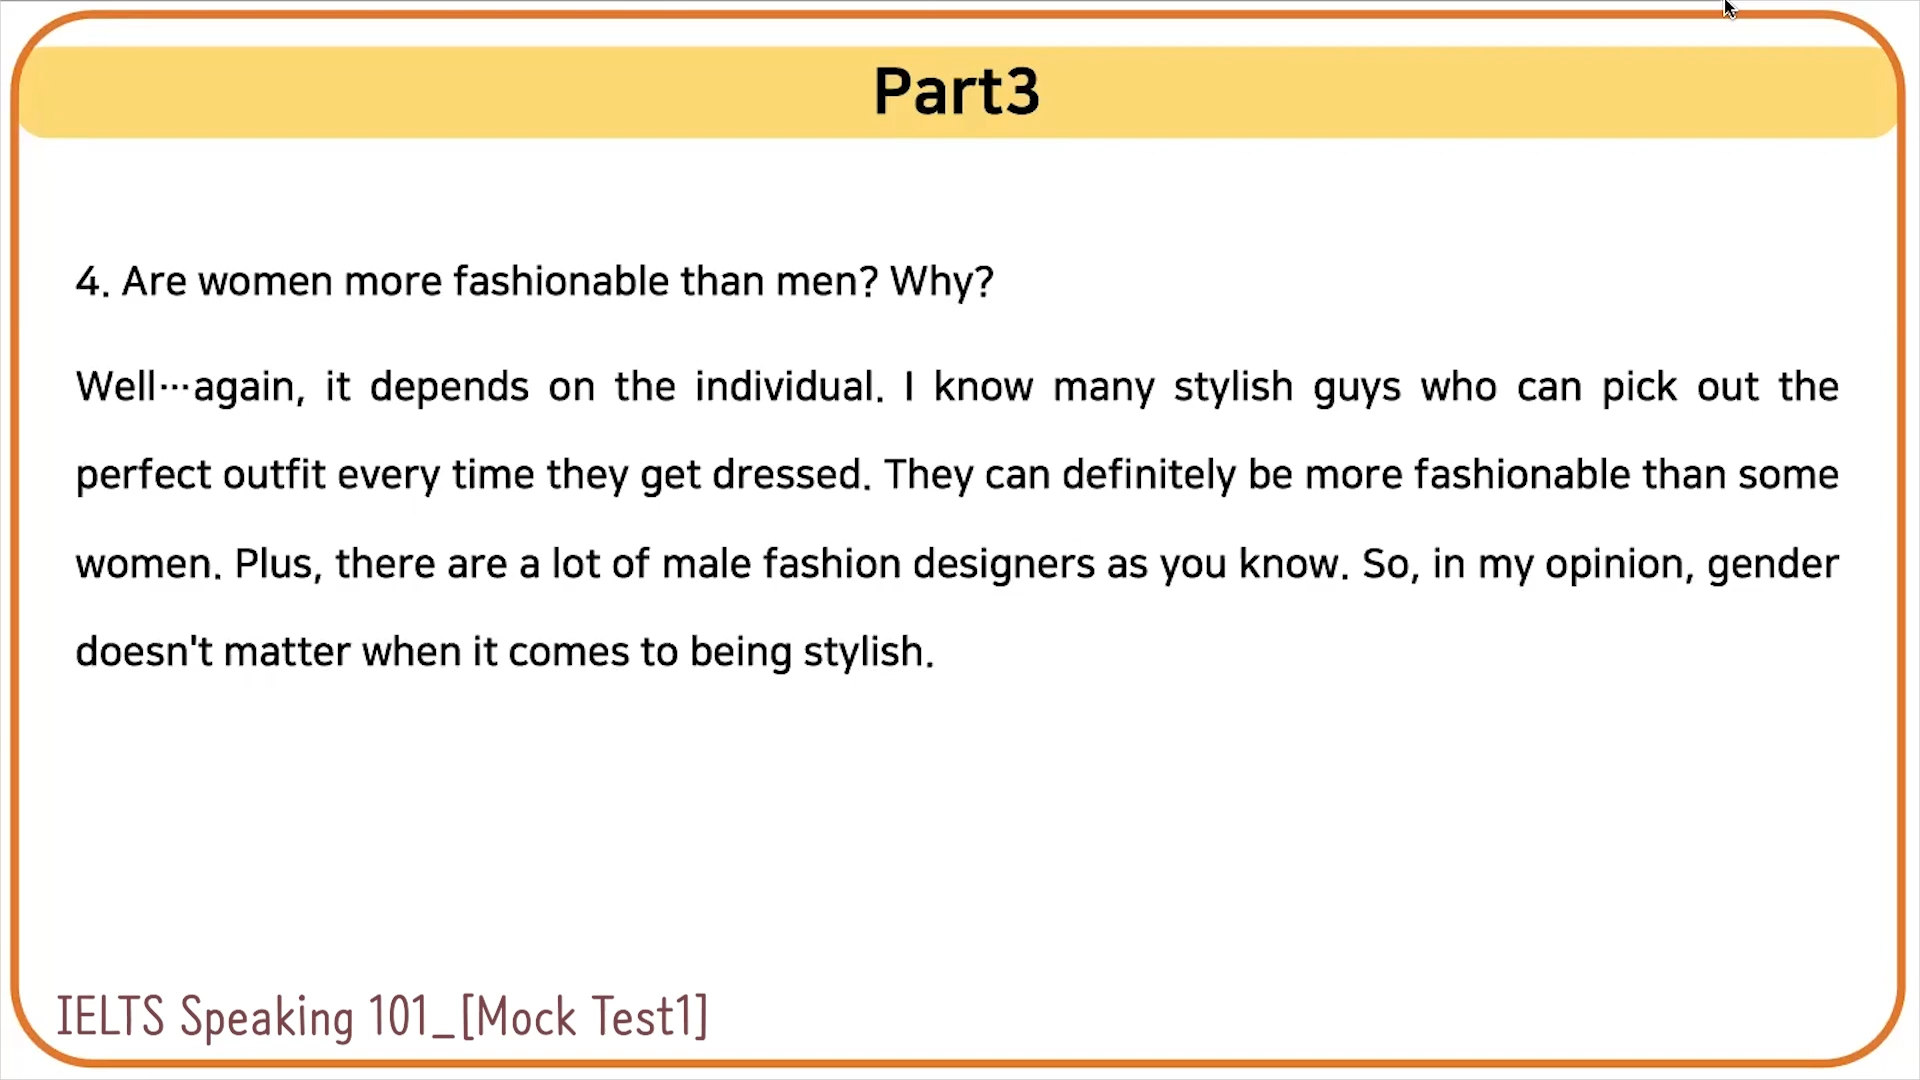 Part3
4. Are women more fashionable than men? Why?
Well⋯again, it depends on the individual. I know many stylish guys who can pick out the
perfect outfit every time they get dressed. They can definitely be more fashionable than some
women. Plus, there are a lot of male fashion designers as you know. So, in my opinion, gender
doesn't matter when it comes to being stylish.
IELTS Speaking 101_[Mock Test1]